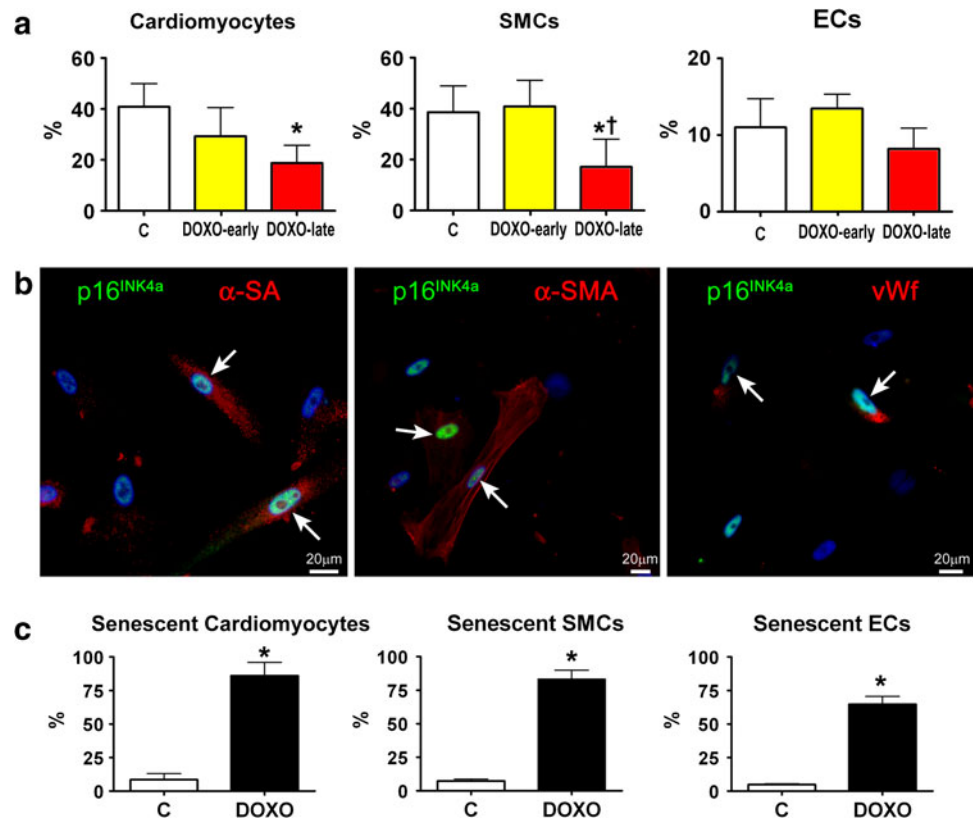 a
Cardiomyocytes
SMCs
ECs
60
40
20
0
%
*
C
DOXO-early
DOXO-late
60
40
20
0
%
*†
C
DOXO-early
DOXO-late
20
10
0
%
C
DOXO-early
DOXO-late
b
p16INK4a α-SA
20μm
p16INK4a α-SMA
20μm
p16INK4a vWf
20μm
c
Senescent Cardiomyocytes
Senescent SMCs
Senescent ECs
100
75
50
25
0
%
*
C
DOXO
100
75
50
25
0
%
*
C
DOXO
100
75
50
25
0
%
*
C
DOXO